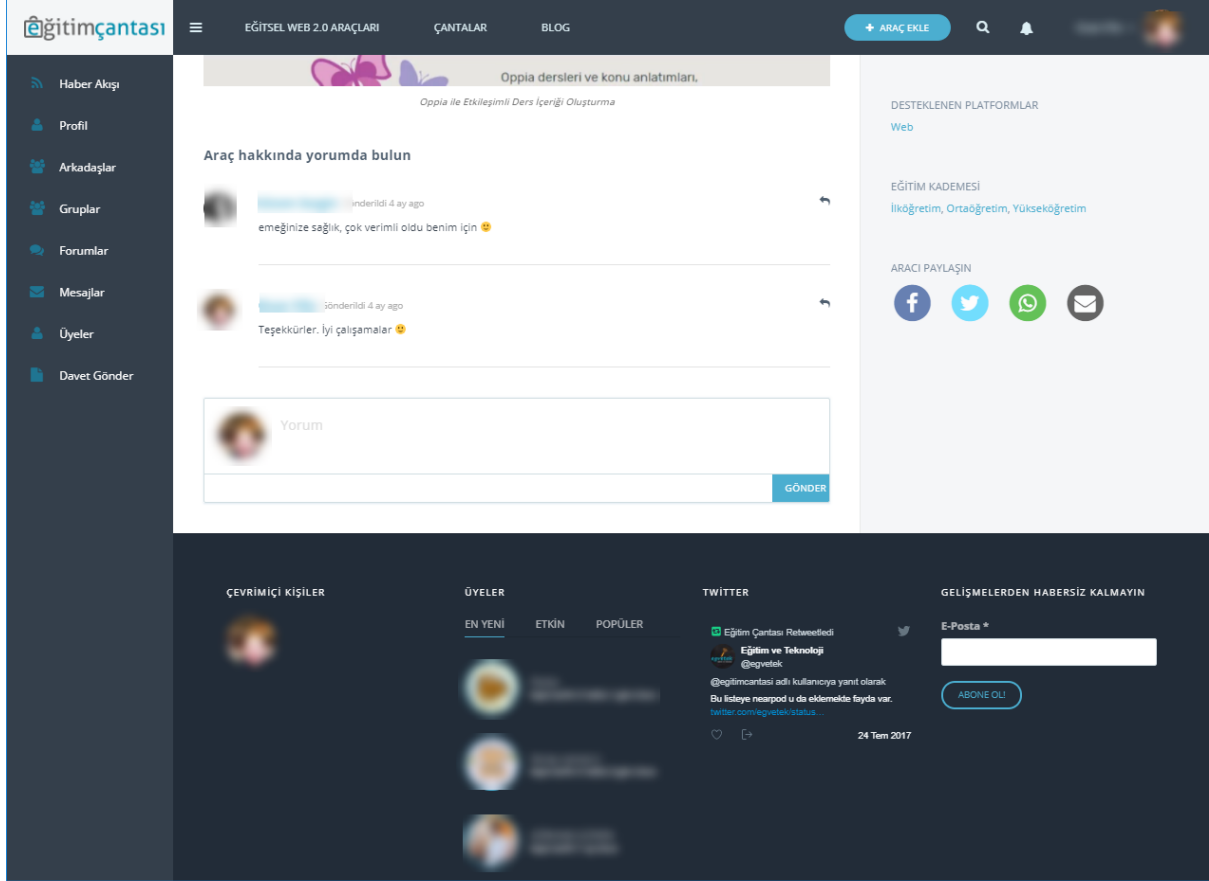 eğitimçantası
EĞİTSEL WEB 2.0 ARAÇLARI
ÇANTALAR
BLOG
+ ARAÇ EKLE
Haber Akışı
Profil
Arkadaşlar
Gruplar
Forumlar
Mesajlar
Üyeler
Davet Gönder
Oppia dersleri ve konu anlatımları.
Oppia ile Etkileşimli Ders İçeriği Oluşturma
Araç hakkında yorumda bulun
4 ay ago
emeğinize sağlık, çok verimli oldu benim için 🙂
Gönderildi 4 ay ago
Teşekkürler. İyi çalışamalar 🙂
Yorum
GÖNDER
DESTEKLENEN PLATFORMLAR
Web
EĞİTİM KADEMESİ
İlköğretim, Ortaöğretim, Yükseköğretim
ARACI PAYLAŞIN
ÇEVRİMİÇİ KİŞİLER
ÜYELER
EN YENİ
ETKİN
POPÜLER
TWITTER
Eğitim Çantası Retweetledi
Eğitim ve Teknoloji
@egvetek
@egitimcantasi adlı kullanıcıya yanıt olarak
Bu listeye nearpod u da eklemekte fayda var.
twitter.com/egvetek/status…
24 Tem 2017
GELİŞMELERDEN HABERSİZ KALMAYIN
E-Posta *
ABONE OL!